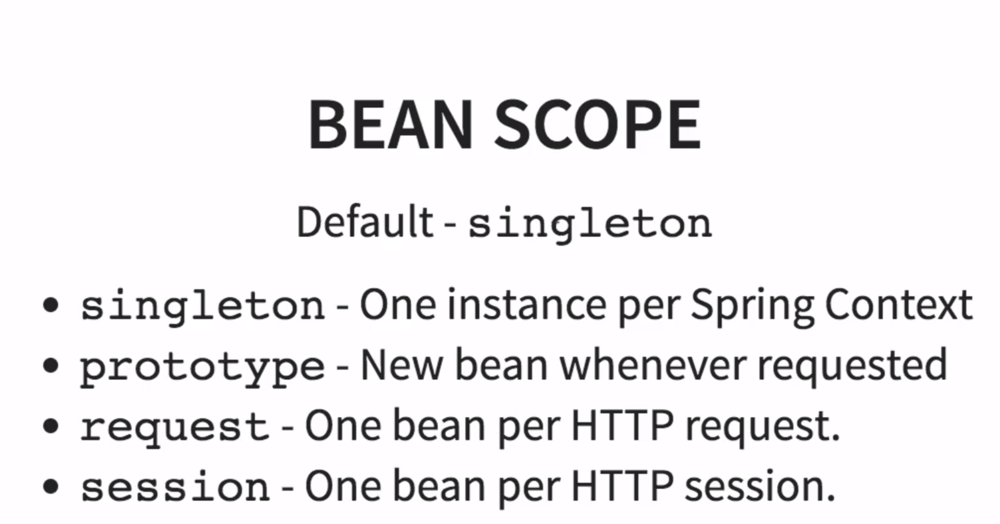 BEAN SCOPE
Default - singleton
• singleton - One instance per Spring Context
• prototype - New bean whenever requested
• request - One bean per HTTP request.
• session - One bean per HTTP session.